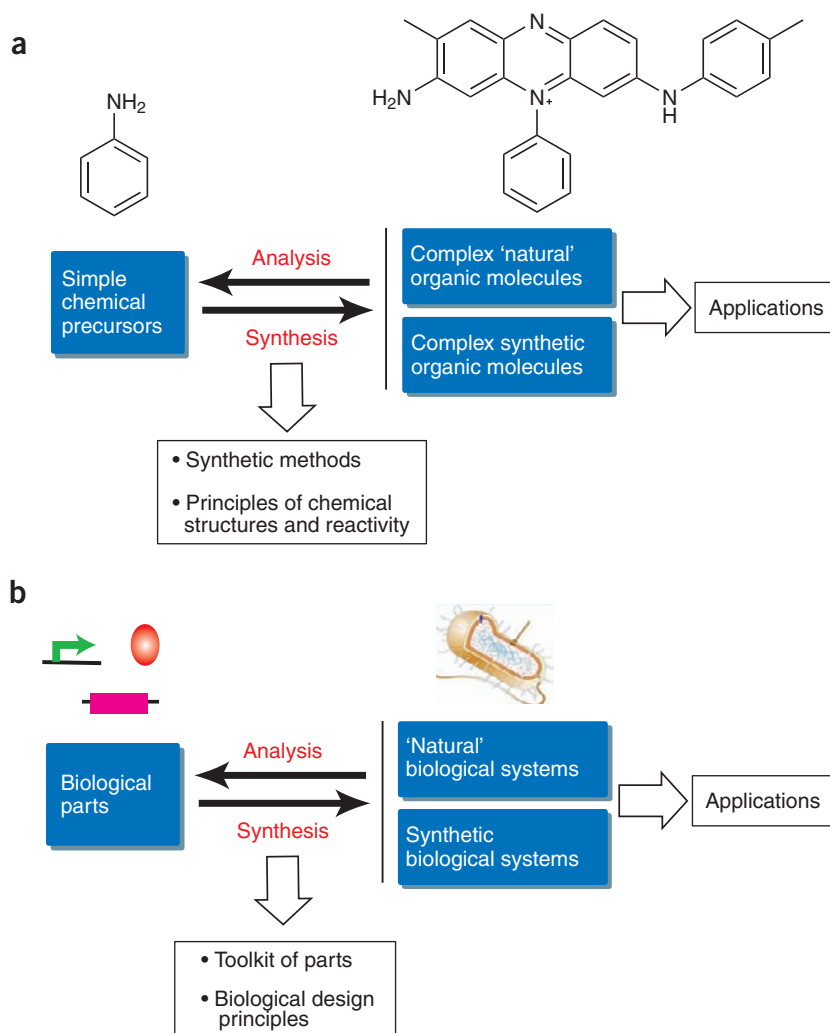 a
NH2
N
H2N
N+
N
H
Simple
chemical
precursors
Analysis
Synthesis
Complex ‘natural’
organic molecules
Complex synthetic
organic molecules
Applications
• Synthetic methods
• Principles of chemical
structures and reactivity
b
Biological
parts
Analysis
Synthesis
‘Natural’
biological systems
Synthetic
biological systems
Applications
• Toolkit of parts
• Biological design
principles